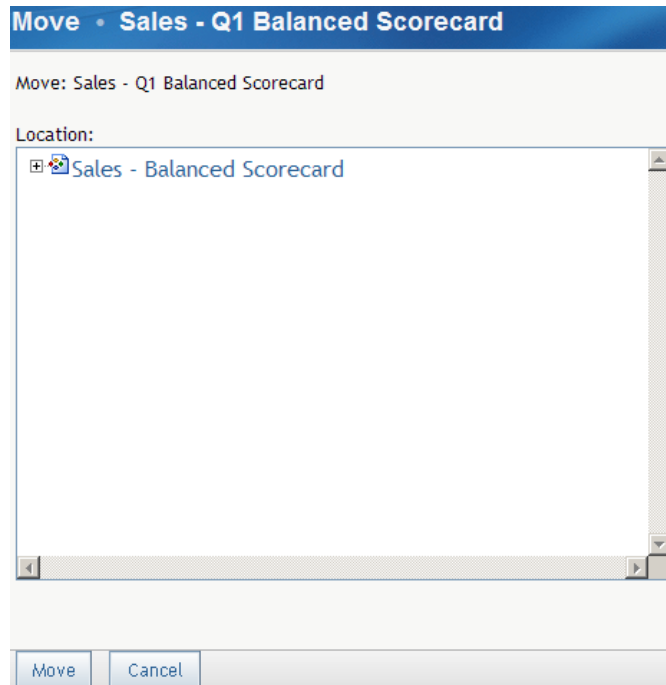 Move • Sales - Q1 Balanced Scorecard
Move: Sales - Q1 Balanced Scorecard
Location:
Sales - Balanced Scorecard
Move Cancel